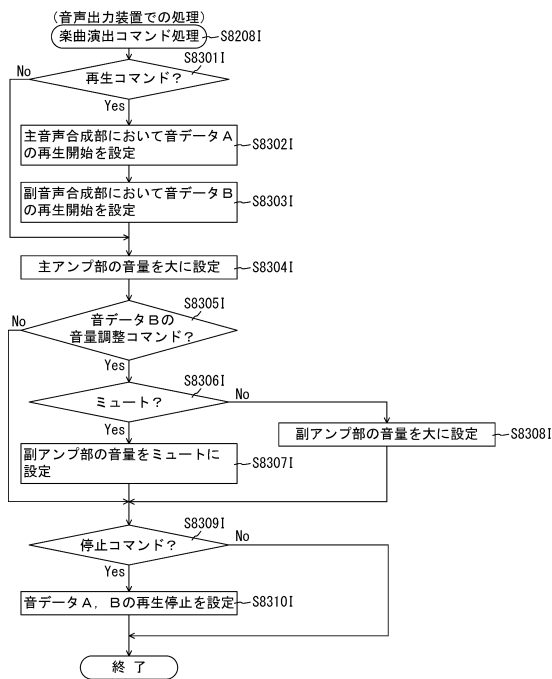 (音声出力装置での処理)
楽曲演出コマンド処理
S8208I
S8301I
再生コマンド?
No
Yes
主音声合成部において音データA
の再生開始を設定
S8302I
副音声合成部において音データB
の再生開始を設定
S8303I
主アンプ部の音量を大に設定
S8304I
S8305I
音データBの
音量調整コマンド?
No
Yes
S8306I
ミュート?
No
Yes
副アンプ部の音量をミュートに
設定
S8307I
副アンプ部の音量を大に設定
S8308I
S8309I
停止コマンド?
No
Yes
音データA,Bの再生停止を設定
S8310I
終 了